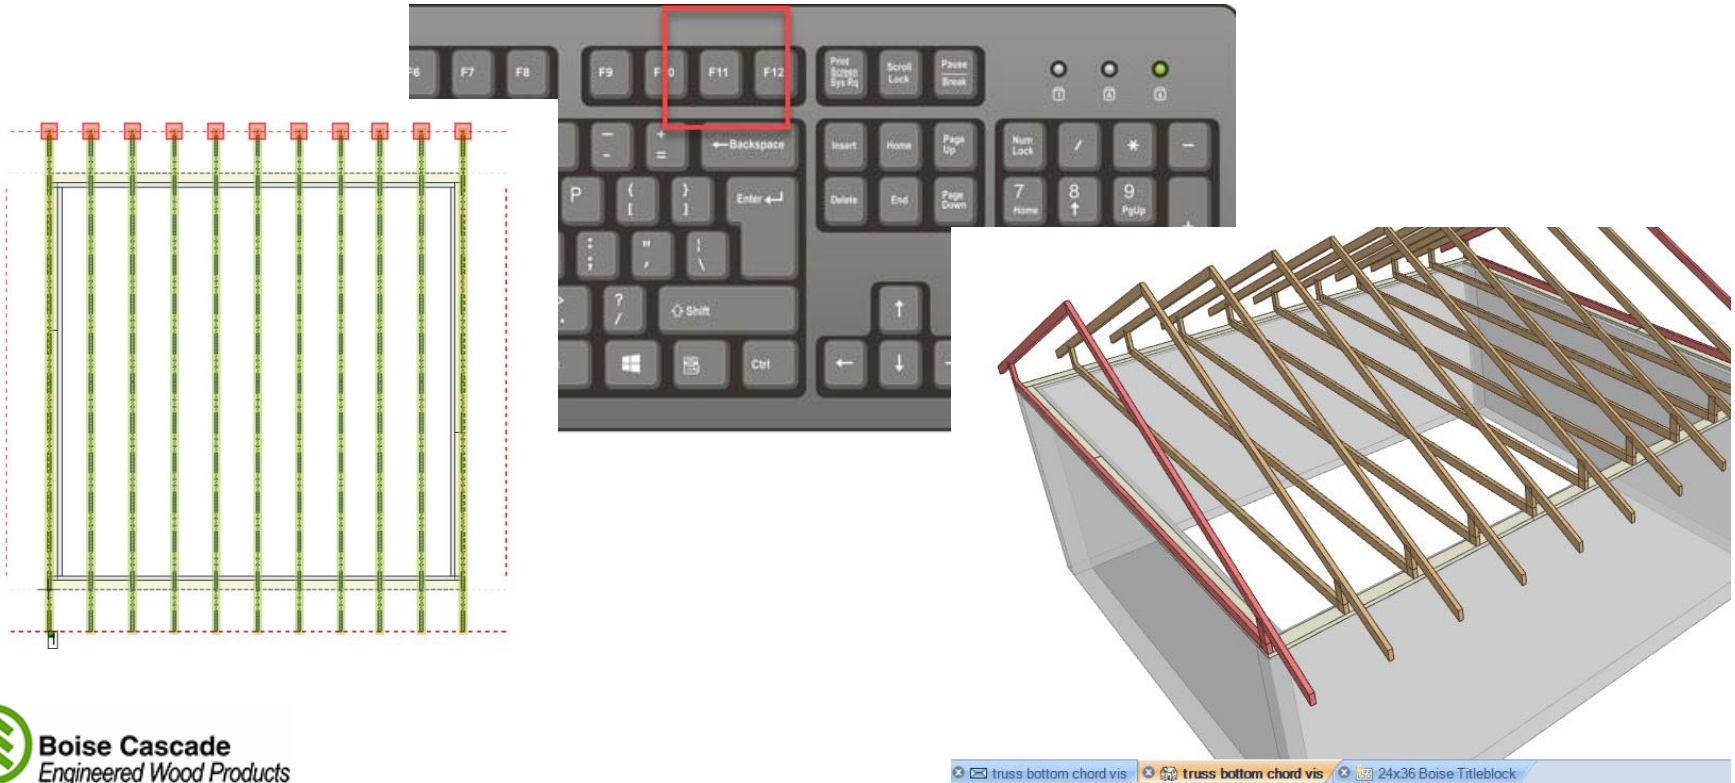 F7
F8
F9
F11
F12
Print
Screen
Sys Rq
Scroll
Lock
Pause
Break
Backspace
Insert
Home
Page
Up
Num
Lock
/
*
-
P
{
[
}
]
Enter
Delete
End
Page
Down
7
Home
8
9
PgUp
+
=
:
;
"
,
|
\
?
/
Shift
Ctrl
Boise Cascade
Engineered Wood Products
truss bottom chord vis
truss bottom chord vis
24x36 Boise Titleblock